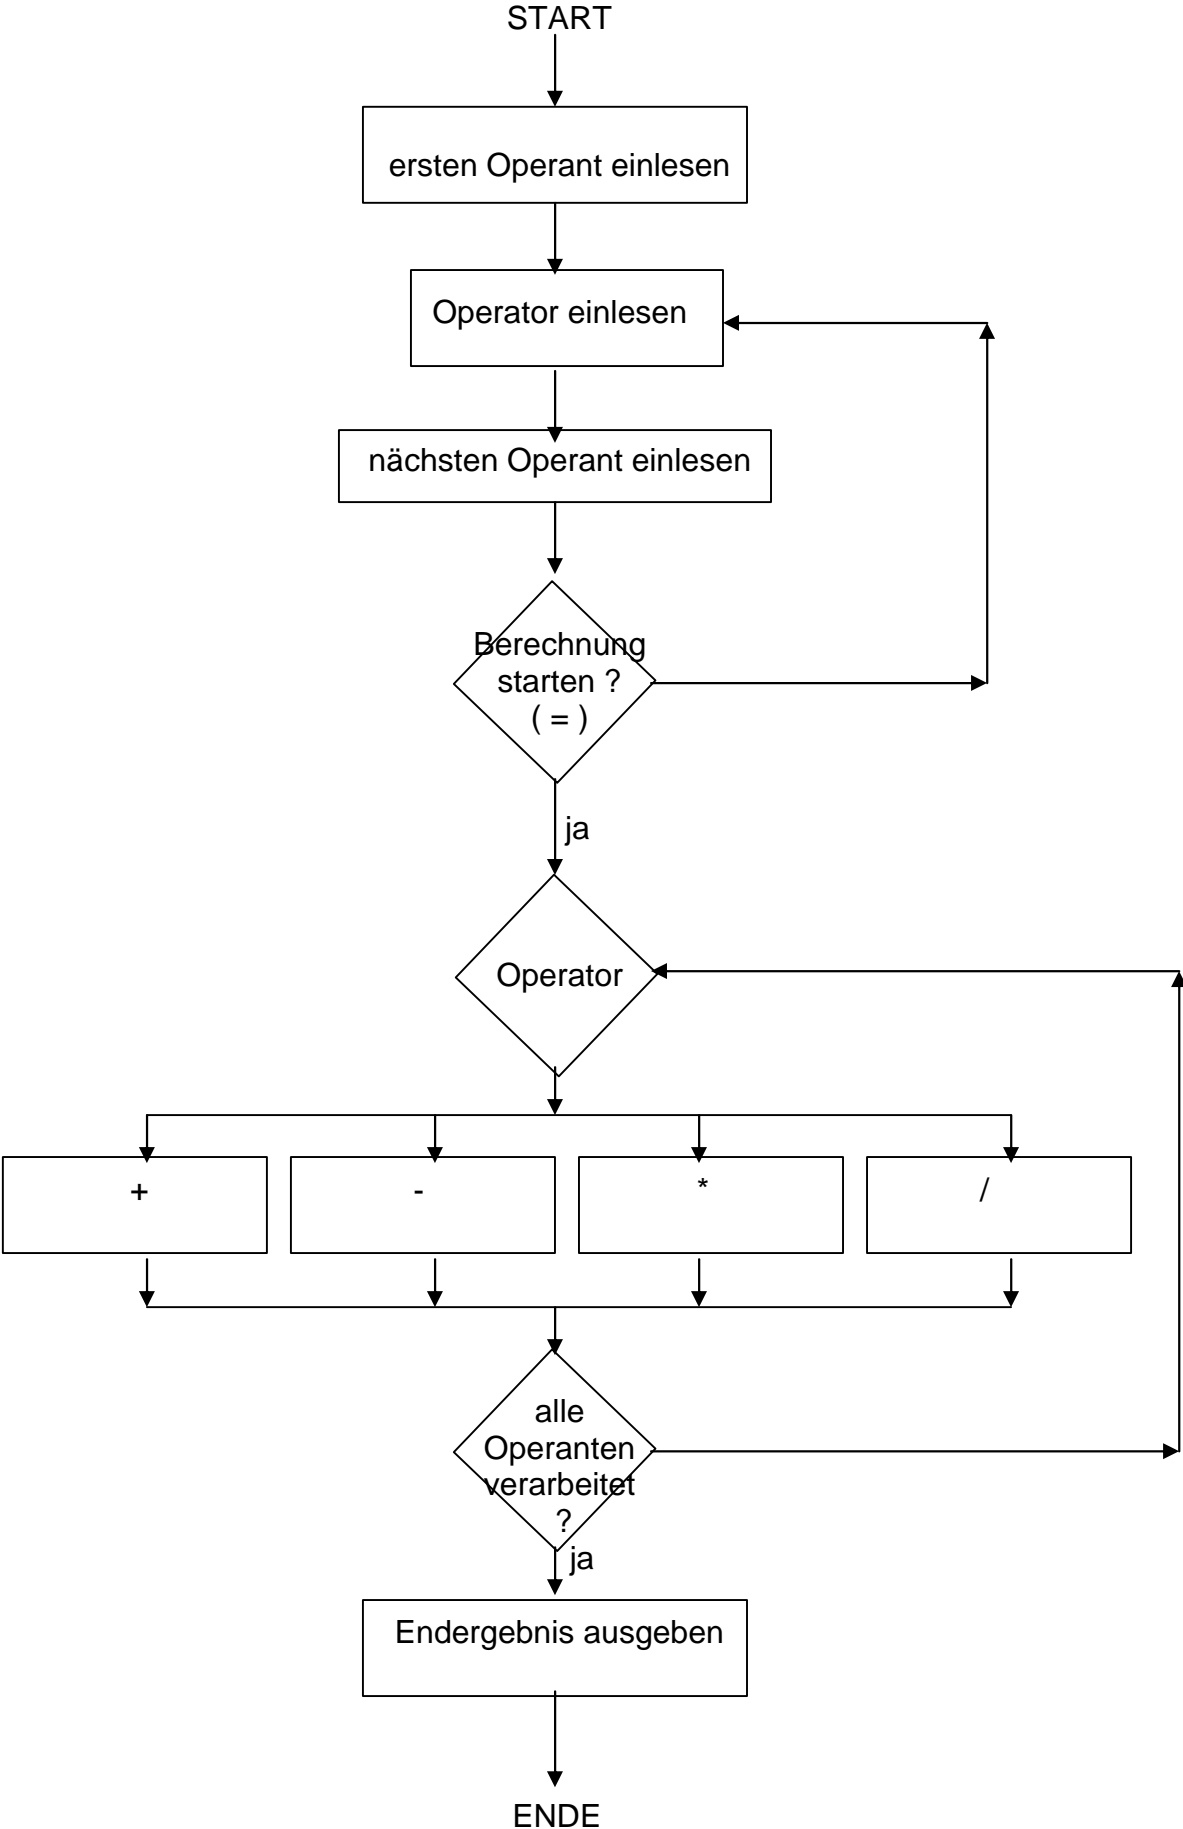 START
ersten Operant einlesen
Operator einlesen
nächsten Operant einlesen
Berechnung
starten ?
( = )
ja
Operator
+
-
*
/
alle
Operanten
verarbeitet
?
ja
Endergebnis ausgeben
ENDE